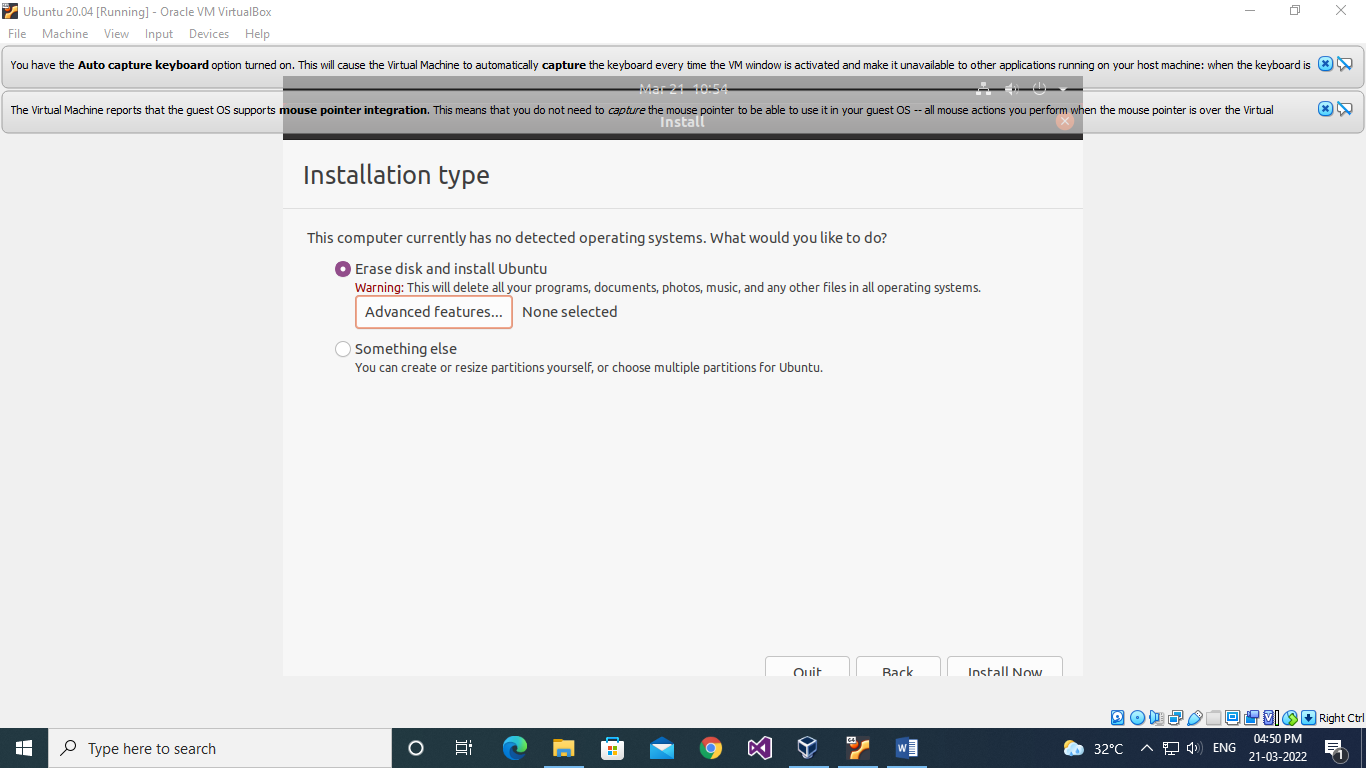 Ubuntu 20.04 [Running] - Oracle VM VirtualBox
File Machine View Input Devices Help
You have the Auto capture keyboard option turned on. This will cause the Virtual Machine to automatically capture the keyboard every time the VM window is activated and make it unavailable to other applications running on your host machine: when the keyboard is
Mar 21 10:54
The Virtual Machine reports that the guest OS supports mouse pointer integration. This means that you do not need to capture the mouse pointer to be able to use it in your guest OS -- all mouse actions you perform when the mouse pointer is over the Virtual
Install
Installation type
This computer currently has no detected operating systems. What would you like to do?
Erase disk and install Ubuntu
Warning: This will delete all your programs, documents, photos, music, and any other files in all operating systems.
Advanced features... None selected
Something else
You can create or resize partitions yourself, or choose multiple partitions for Ubuntu.
Quit Back Install Now
Right Ctrl
Type here to search
32°C ENG
04:50 PM
21-03-2022
1